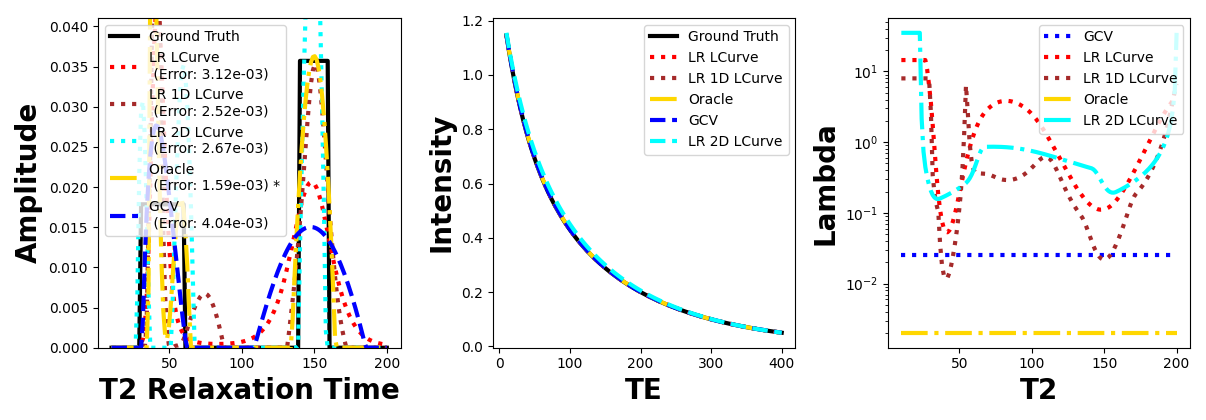 Amplitude
0.040
0.035
0.030
0.025
0.020
0.015
0.010
0.005
0.000
50
100
150
200
T2 Relaxation Time
Ground Truth
LR LCurve
(Error: 3.12e-03)
LR 1D LCurve
(Error: 2.52e-03)
LR 2D LCurve
(Error: 2.67e-03)
Oracle
(Error: 1.59e-03) *
GCV
(Error: 4.04e-03)
Intensity
1.2
1.0
0.8
0.6
0.4
0.2
0.0
0
100
200
300
400
TE
Ground Truth
LR LCurve
LR 1D LCurve
Oracle
GCV
LR 2D LCurve
Lambda
10¹
10⁰
10⁻¹
10⁻²
50
100
150
200
T2
GCV
LR LCurve
LR 1D LCurve
Oracle
LR 2D LCurve